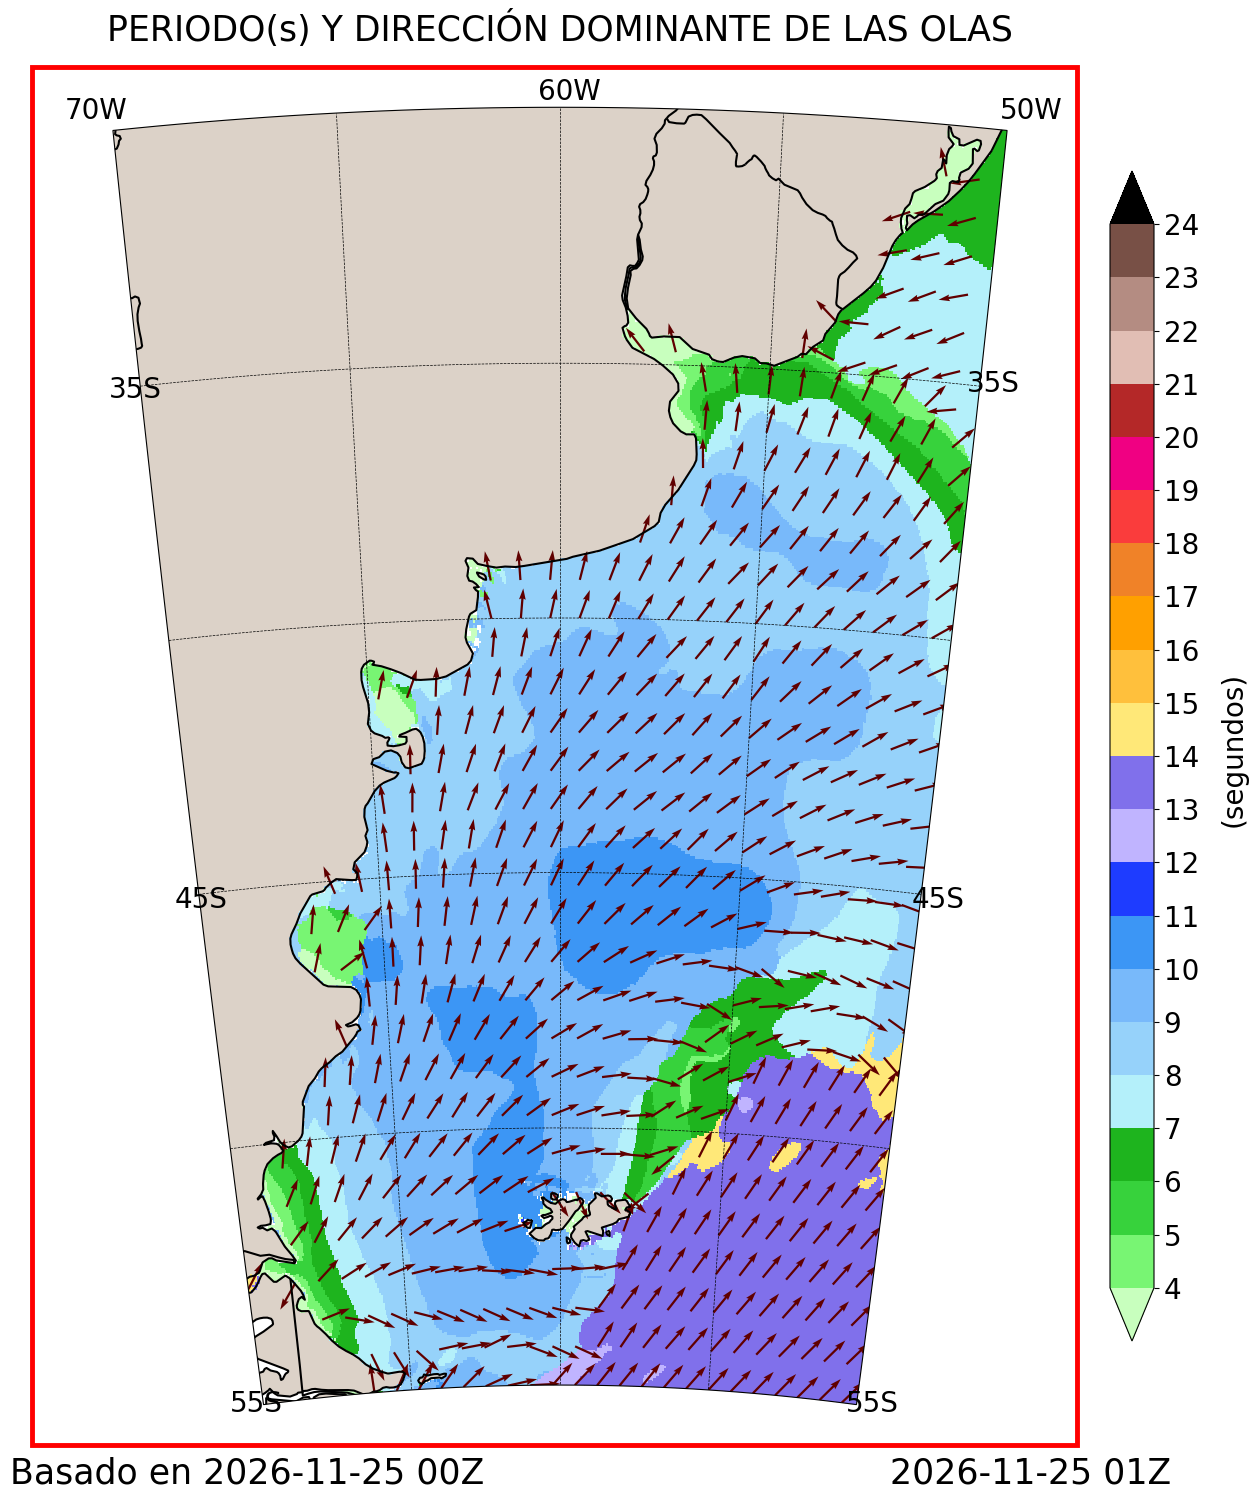 PERIODO(s) Y DIRECCIÓN DOMINANTE DE LAS OLAS
70W
60W
50W
35S
35S
45S
45S
55S
55S
24
23
22
21
20
19
18
17
16
15
14
13
12
11
10
9
8
7
6
5
4
(segundos)
Basado en 2026-11-25 00Z
2026-11-25 01Z